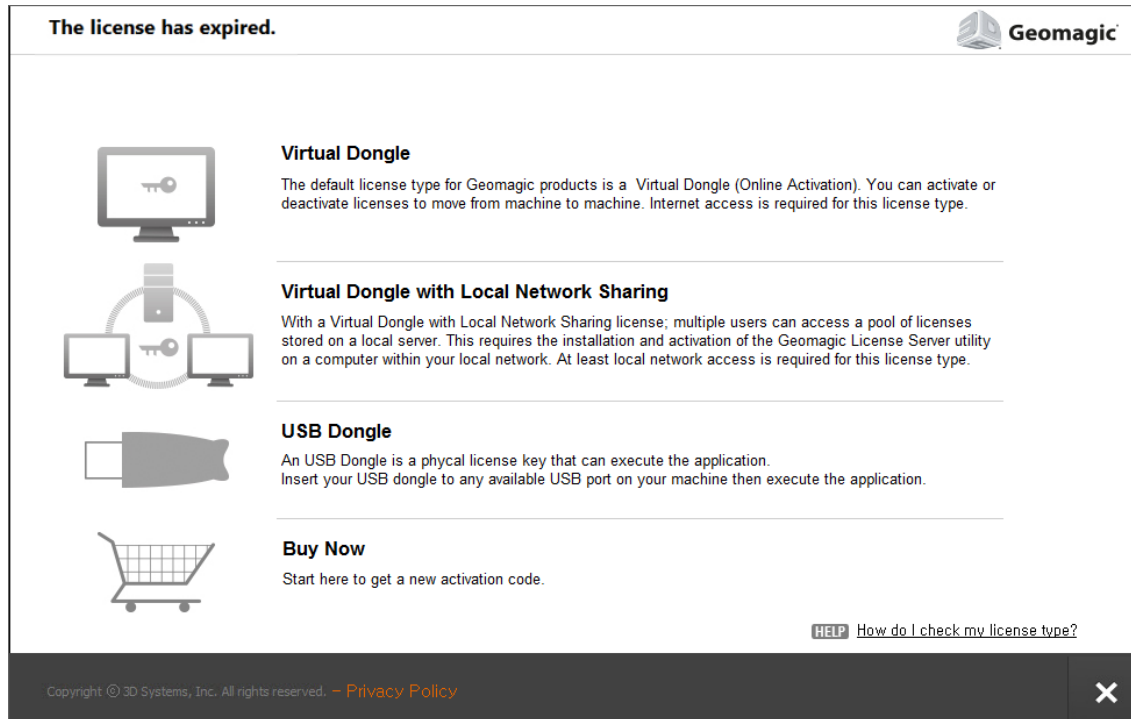 The license has expired.
Geomagic
Virtual Dongle
The default license type for Geomagic products is a Virtual Dongle (Online Activation). You can activate or
deactivate licenses to move from machine to machine. Internet access is required for this license type.
Virtual Dongle with Local Network Sharing
With a Virtual Dongle with Local Network Sharing license; multiple users can access a pool of licenses
stored on a local server. This requires the installation and activation of the Geomagic License Server utility
on a computer within your local network. At least local network access is required for this license type.
USB Dongle
An USB Dongle is a phycal license key that can execute the application.
Insert your USB dongle to any available USB port on your machine then execute the application.
Buy Now
Start here to get a new activation code.
HELP How do I check my license type?
Copyright © 3D Systems, Inc. All rights reserved. – Privacy Policy